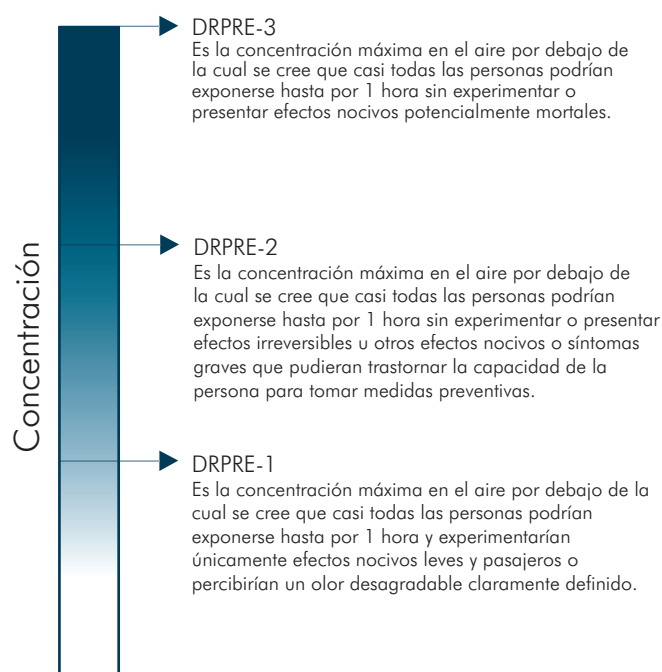 DRPRE-3
Es la concentración máxima en el aire por debajo de
la cual se cree que casi todas las personas podrían
exponerse hasta por 1 hora sin experimentar o
presentar efectos nocivos potencialmente mortales.
Concentración
DRPRE-2
Es la concentración máxima en el aire por debajo de
la cual se cree que casi todas las personas podrían
exponerse hasta por 1 hora sin experimentar o presentar
efectos irreversibles u otros efectos nocivos o síntomas
graves que pudieran trastornar la capacidad de la
persona para tomar medidas preventivas.
DRPRE-1
Es la concentración máxima en el aire por debajo de la
cual se cree que casi todas las personas podrían
exponerse hasta por 1 hora y experimentarían
únicamente efectos nocivos leves y pasajeros o
percibirían un olor desagradable claramente definido.